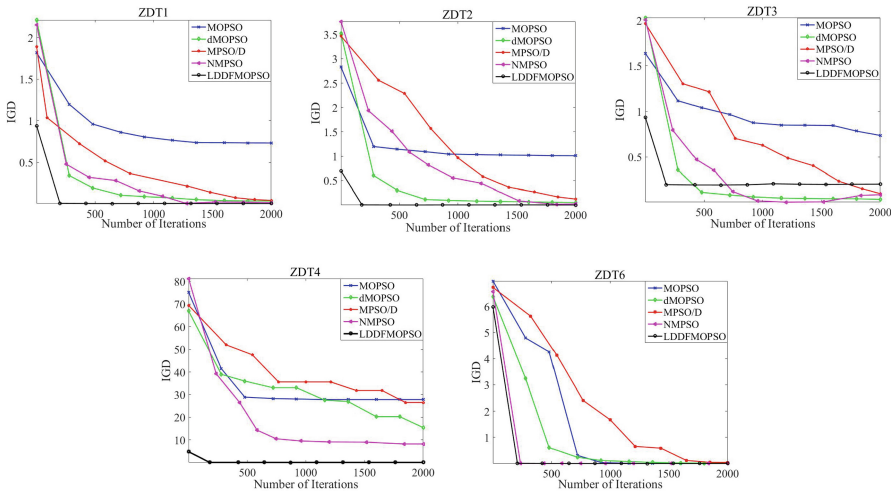 ZDT1
IGD
2
1.5
1
0.5
500
1000
1500
2000
Number of Iterations
MOPSO
dMOPSO
MPSO/D
NMPSO
LDDFMOPSO
ZDT2
IGD
3.5
3
2.5
2
1.5
1
0.5
500
1000
1500
2000
Number of Iterations
MOPSO
dMOPSO
MPSO/D
NMPSO
LDDFMOPSO
ZDT3
IGD
2
1.5
1
0.5
500
1000
1500
2000
Number of Iterations
MOPSO
dMOPSO
MPSO/D
NMPSO
LDDFMOPSO
ZDT4
IGD
80
70
60
50
40
30
20
10
500
1000
1500
2000
Number of Iterations
MOPSO
dMOPSO
MPSO/D
NMPSO
LDDFMOPSO
ZDT6
IGD
6
5
4
3
2
1
500
1000
1500
2000
Number of Iterations
MOPSO
dMOPSO
MPSO/D
NMPSO
LDDFMOPSO